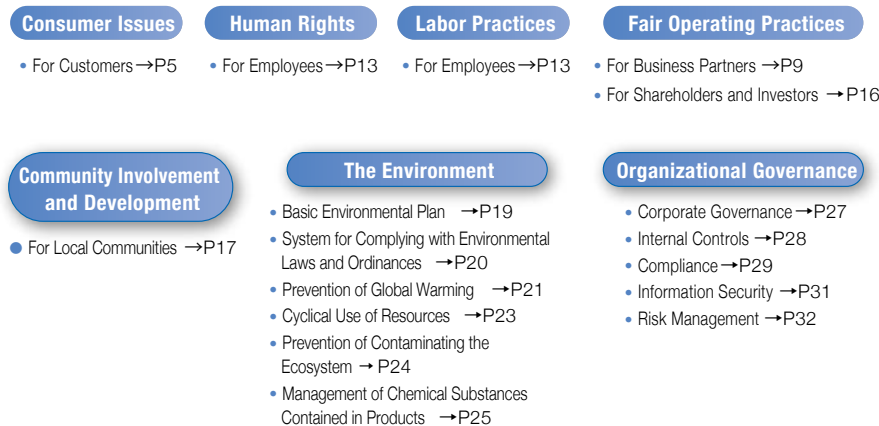 Consumer Issues
• For Customers→P5
Human Rights
• For Employees→P13
Labor Practices
• For Employees→P13
Fair Operating Practices
• For Business Partners →P9
• For Shareholders and Investors →P16
Community Involvement
and Development
● For Local Communities →P17
The Environment
• Basic Environmental Plan →P19
• System for Complying with Environmental
Laws and Ordinances →P20
• Prevention of Global Warming →P21
• Cyclical Use of Resources →P23
• Prevention of Contaminating the
Ecosystem → P24
• Management of Chemical Substances
Contained in Products →P25
Organizational Governance
• Corporate Governance→P27
• Internal Controls →P28
• Compliance→P29
• Information Security →P31
• Risk Management →P32